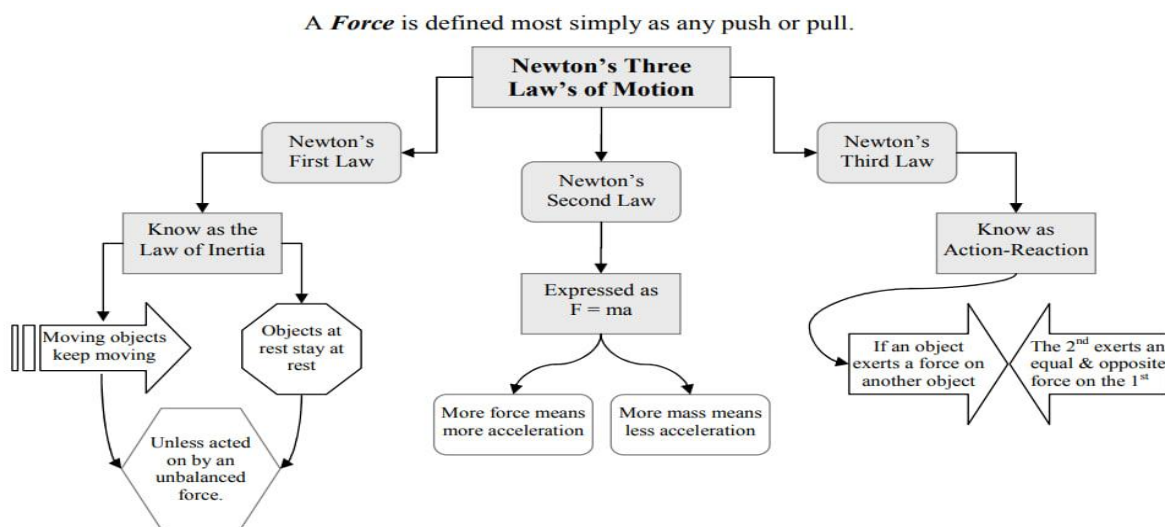 A Force is defined most simply as any push or pull.
Newton's Three
Law's of Motion
Newton's
First Law
Know as the
Law of Inertia
Moving objects
keep moving
Objects at
rest stay at
rest
Unless acted
on by an
unbalanced
force.
Newton's
Second Law
Expressed as
F = ma
More force means
more acceleration
More mass means
less acceleration
Newton's
Third Law
Know as
Action-Reaction
If an object
exerts a force on
another object
The 2nd exerts an
equal & opposite
force on the 1st